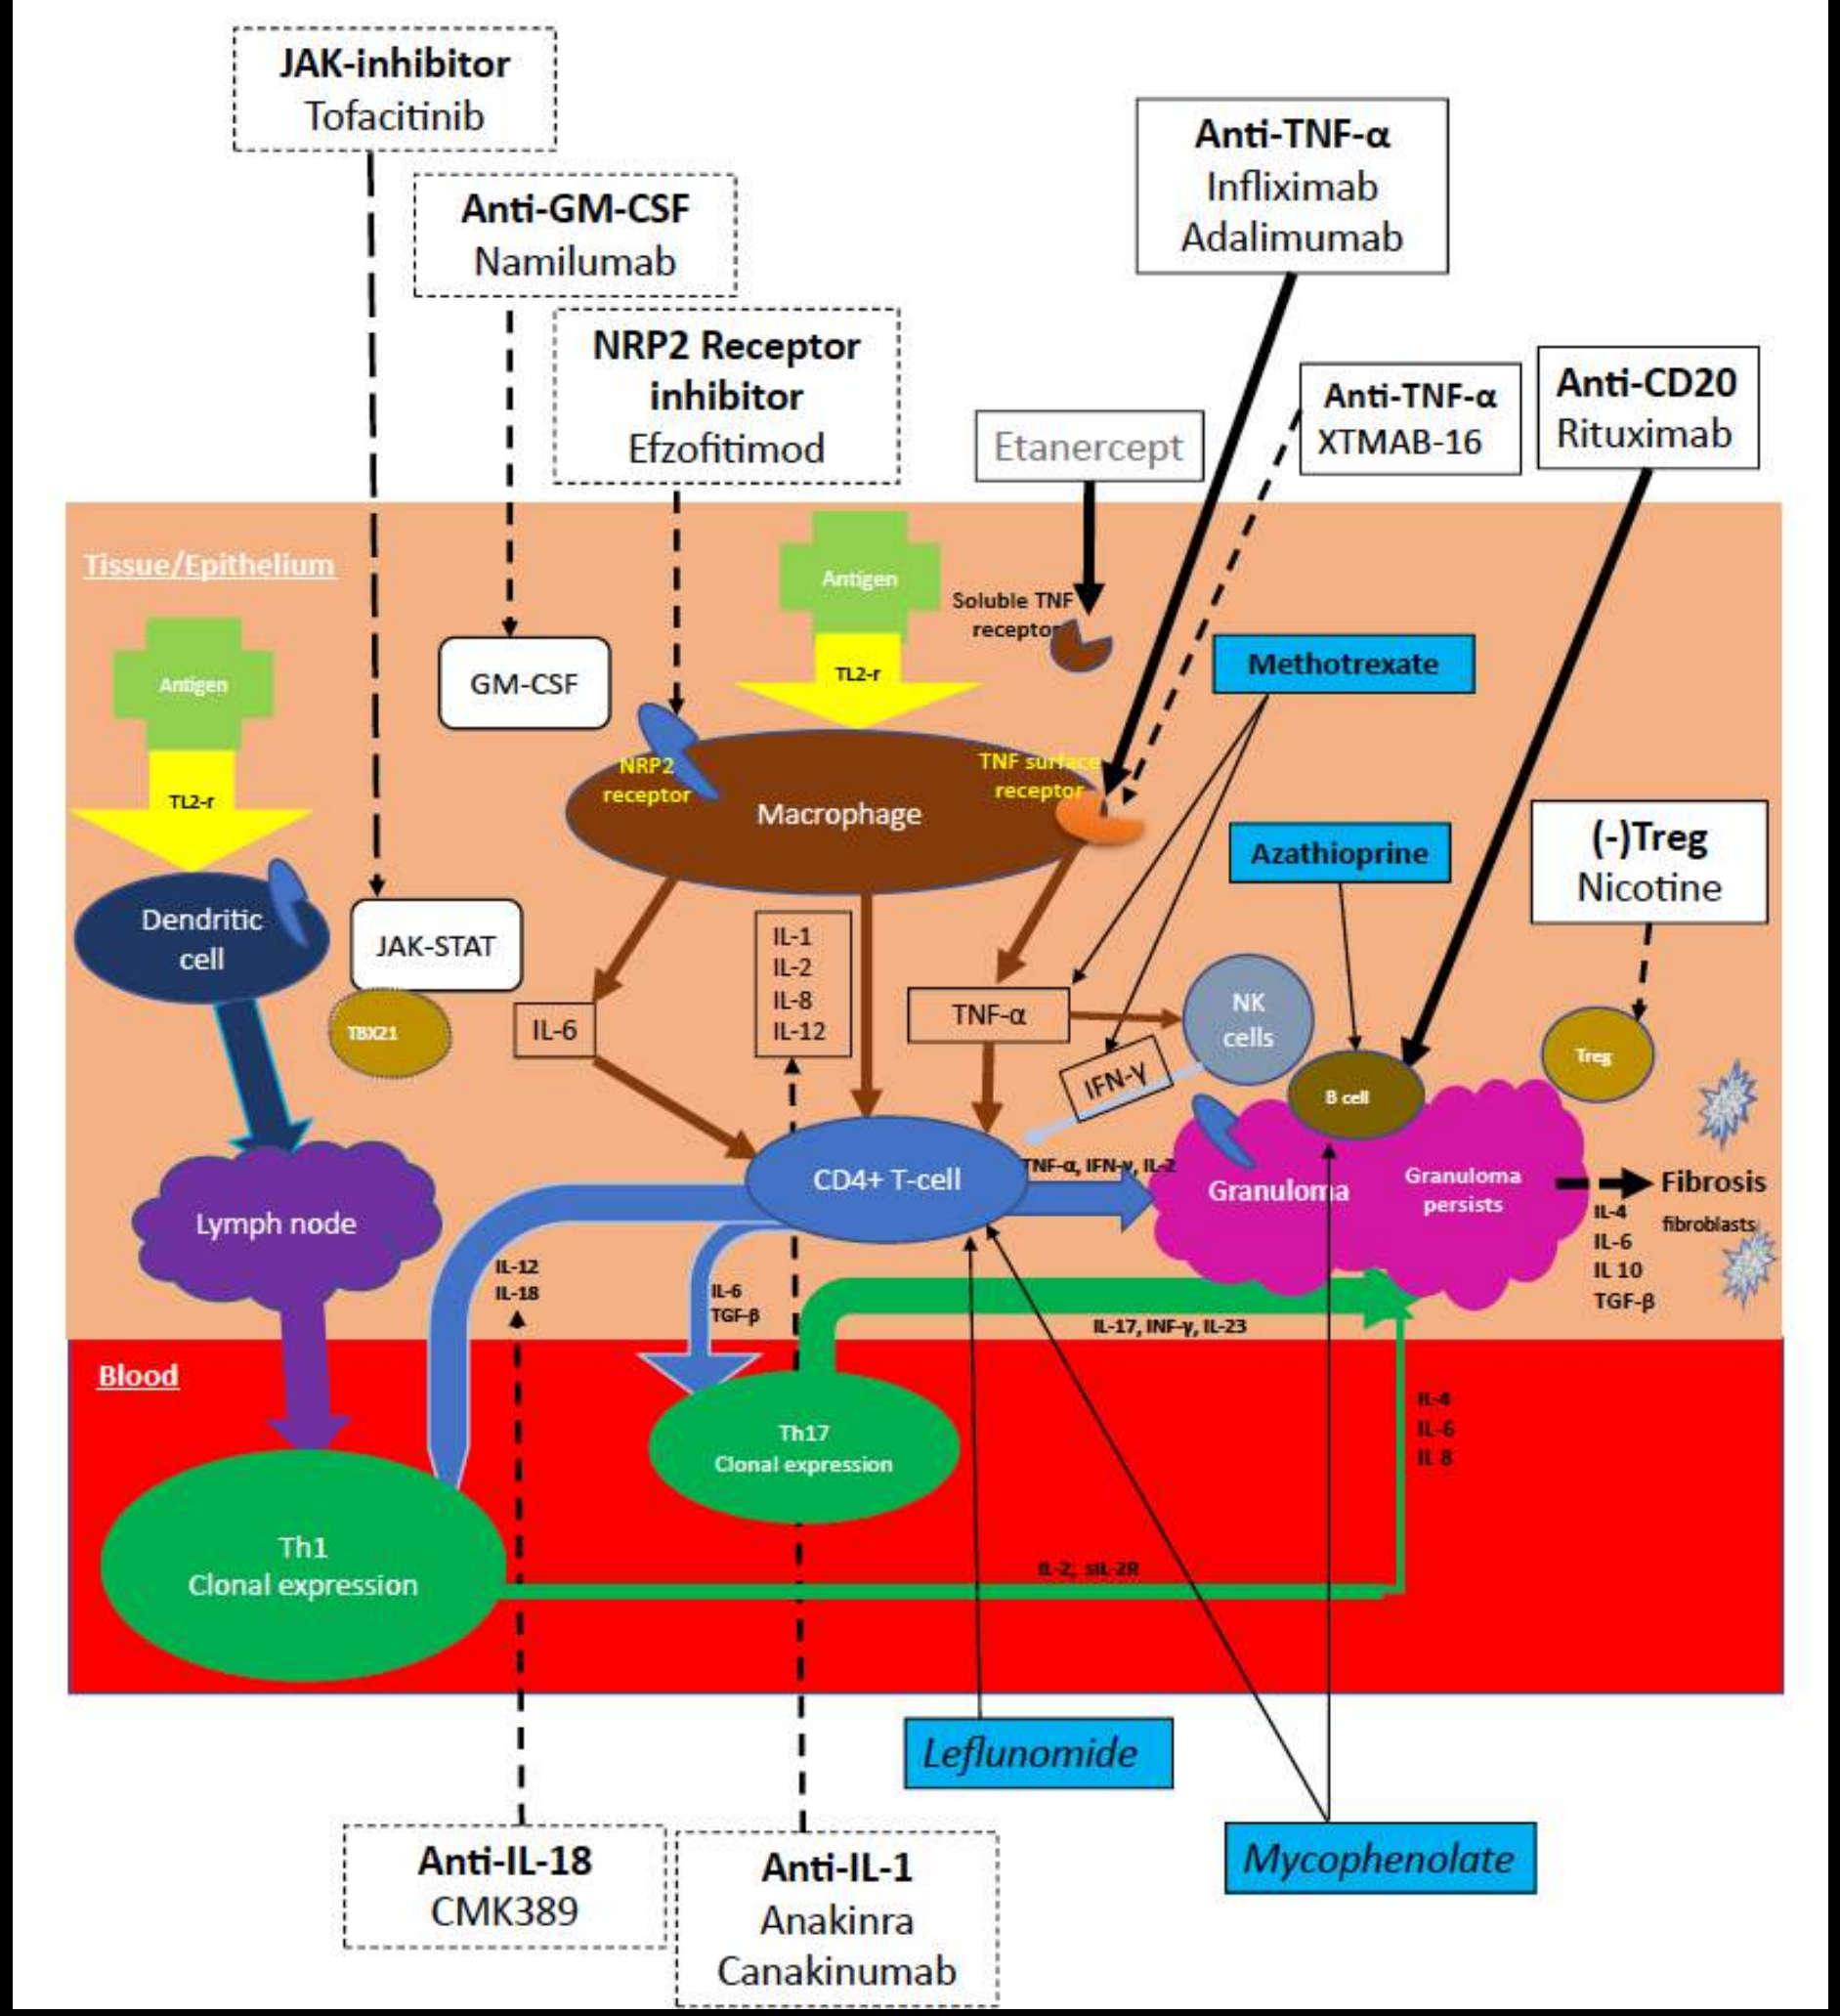 JAK-inhibitor
Tofacitinib
Anti-GM-CSF
Namilumab
NRP2 Receptor
inhibitor
Efzofitimod
Anti-TNF-α
Infliximab
Adalimumab
Etanercept
Anti-TNF-α
XTMAB-16
Anti-CD20
Rituximab
Tissue/Epithelium
Antigen
TL2-r
Antigen
TL2-r
Soluble TNF
receptor
Methotrexate
GM-CSF
NRP2
receptor
Macrophage
TNF surface
receptor
Azathioprine
(-)Treg
Nicotine
Dendritic
cell
JAK-STAT
TBX21
IL-6
IL-1
IL-2
IL-8
IL-12
TNF-α
IFN-γ
NK
cells
B cell
Treg
Lymph node
CD4+ T-cell
TNF-α, IFN-γ, IL-2
Granuloma
Granuloma
persists
Fibrosis
fibroblasts
IL-4
IL-6
IL 10
TGF-β
IL-12
IL-18
IL-6
TGF-β
IL-17, INF-γ, IL-23
Blood
Th17
Clonal expression
IL-4
IL-6
IL 8
Th1
Clonal expression
IL-2; sIL-2R
Leflunomide
Mycophenolate
Anti-IL-18
CMK389
Anti-IL-1
Anakinra
Canakinumab